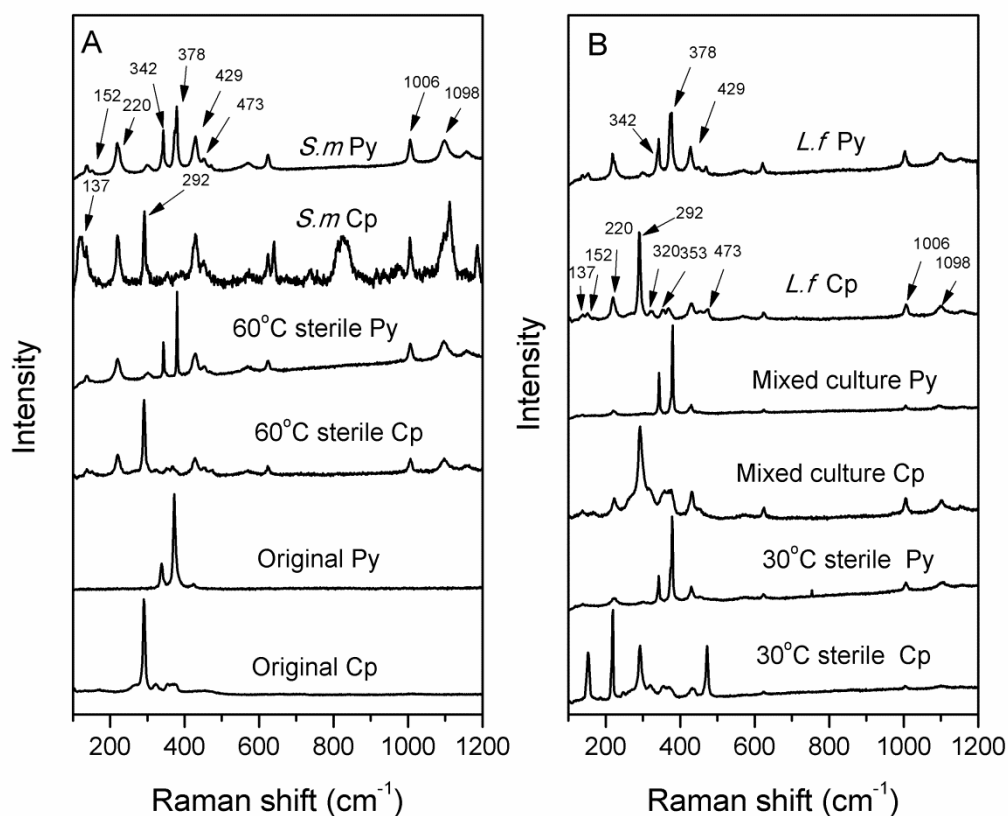 A
152
220
342
378
429
473
1006
1098
S.m Py
137
292
S.m Cp
60°C sterile Py
60°C sterile Cp
Original Py
Original Cp
200 400 600 800 1000 1200
Raman shift (cm⁻¹)
Intensity
B
342
378
429
L.f Py
137
152
220
292
320
353
473
1006
1098
L.f Cp
Mixed culture Py
Mixed culture Cp
30°C sterile Py
30°C sterile Cp
200 400 600 800 1000 1200
Raman shift (cm⁻¹)
Intensity